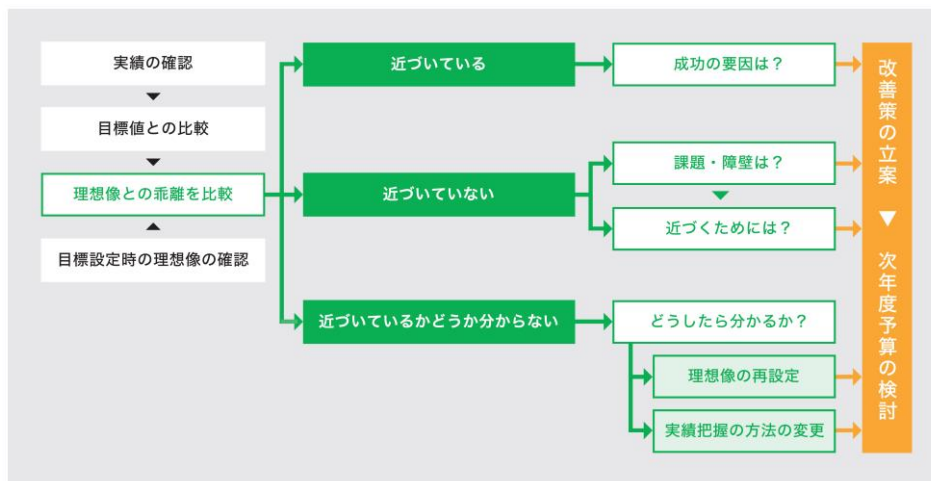 実績の確認
目標値との比較
理想像との乖離を比較
目標設定時の理想像の確認
近づいている
成功の要因は?
近づいていない
課題・障壁は?
近づくためには?
近づいているかどうか分からない
どうしたら分かるか?
理想像の再設定
実績把握の方法の変更
改善策の立案 ▼ 次年度予算の検討